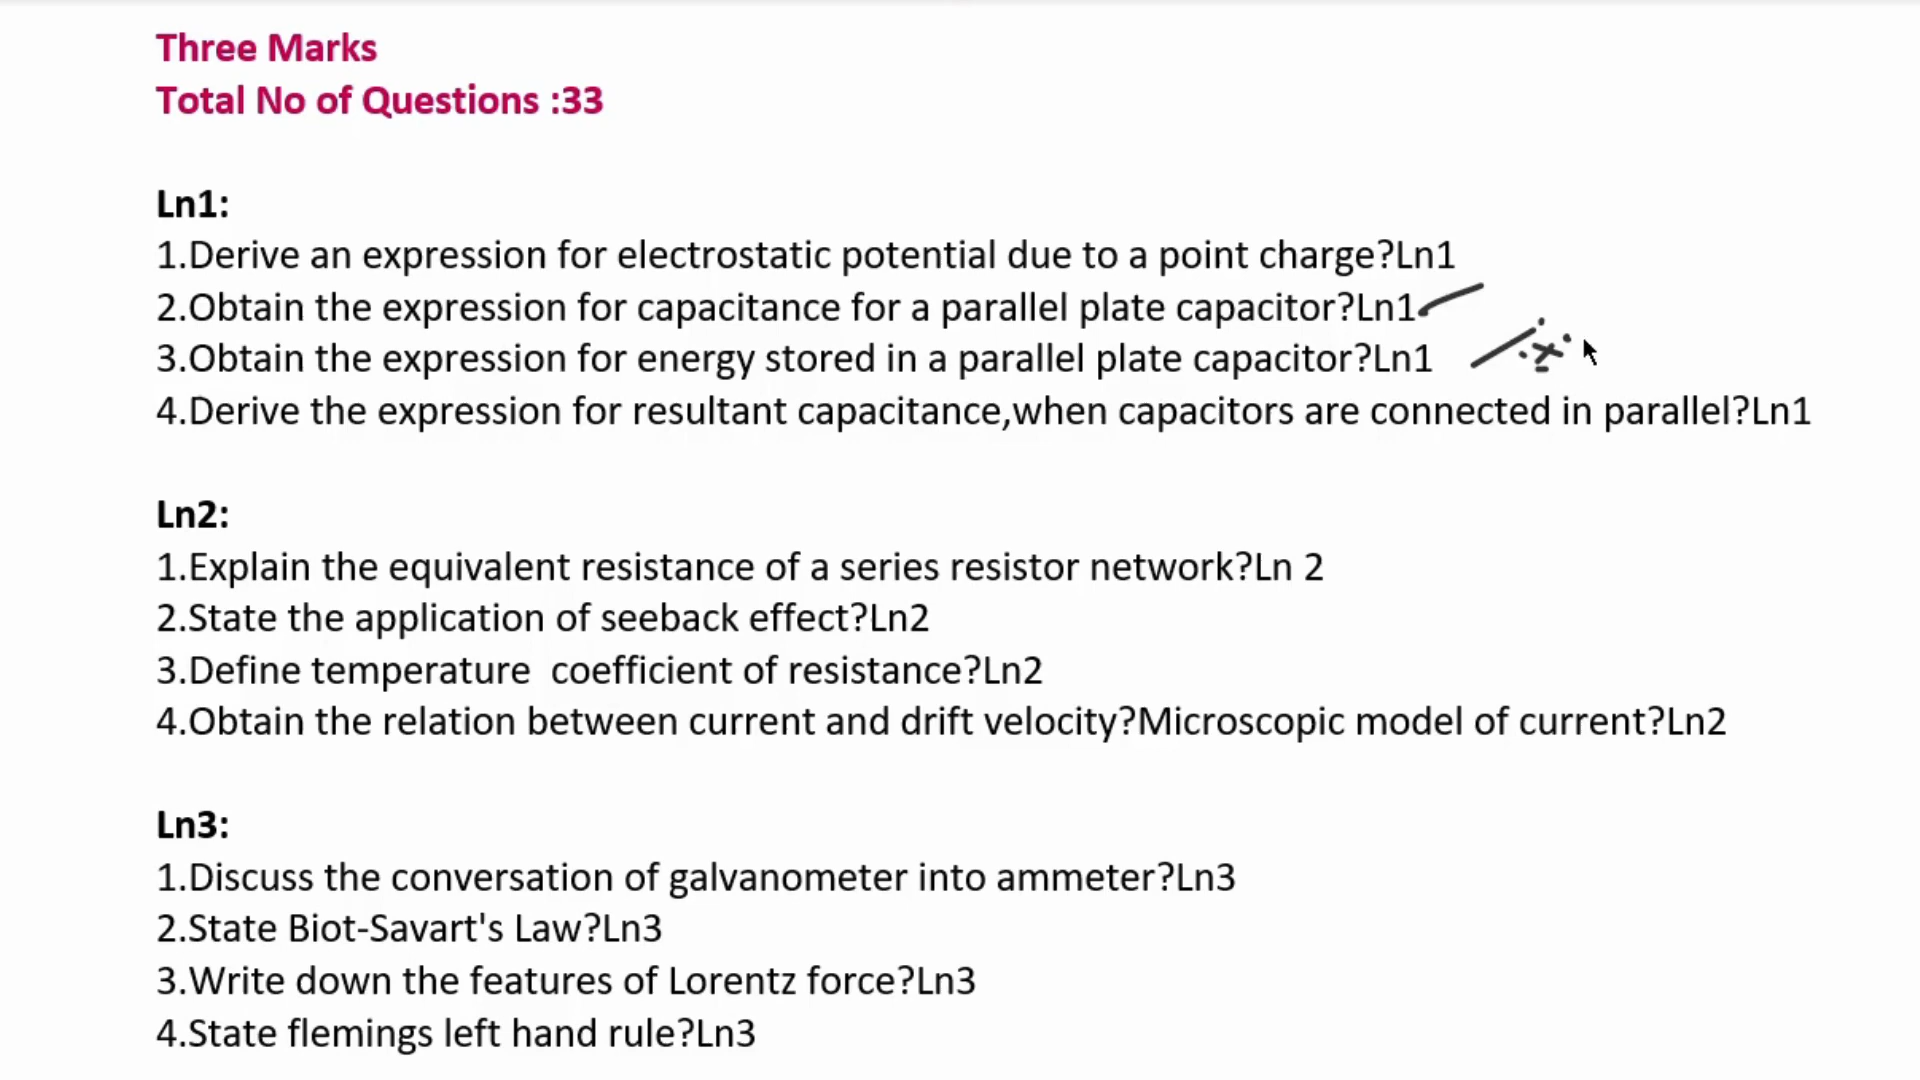 Three Marks
Total No of Questions :33
Ln1:
1.Derive an expression for electrostatic potential due to a point charge?Ln1
2.Obtain the expression for capacitance for a parallel plate capacitor?Ln1
3.Obtain the expression for energy stored in a parallel plate capacitor?Ln1
4.Derive the expression for resultant capacitance,when capacitors are connected in parallel?Ln1
Ln2:
1.Explain the equivalent resistance of a series resistor network?Ln 2
2.State the application of seeback effect?Ln2
3.Define temperature  coefficient of resistance?Ln2
4.Obtain the relation between current and drift velocity?Microscopic model of current?Ln2
Ln3:
1.Discuss the conversation of galvanometer into ammeter?Ln3
2.State Biot-Savart's Law?Ln3
3.Write down the features of Lorentz force?Ln3
4.State flemings left hand rule?Ln3